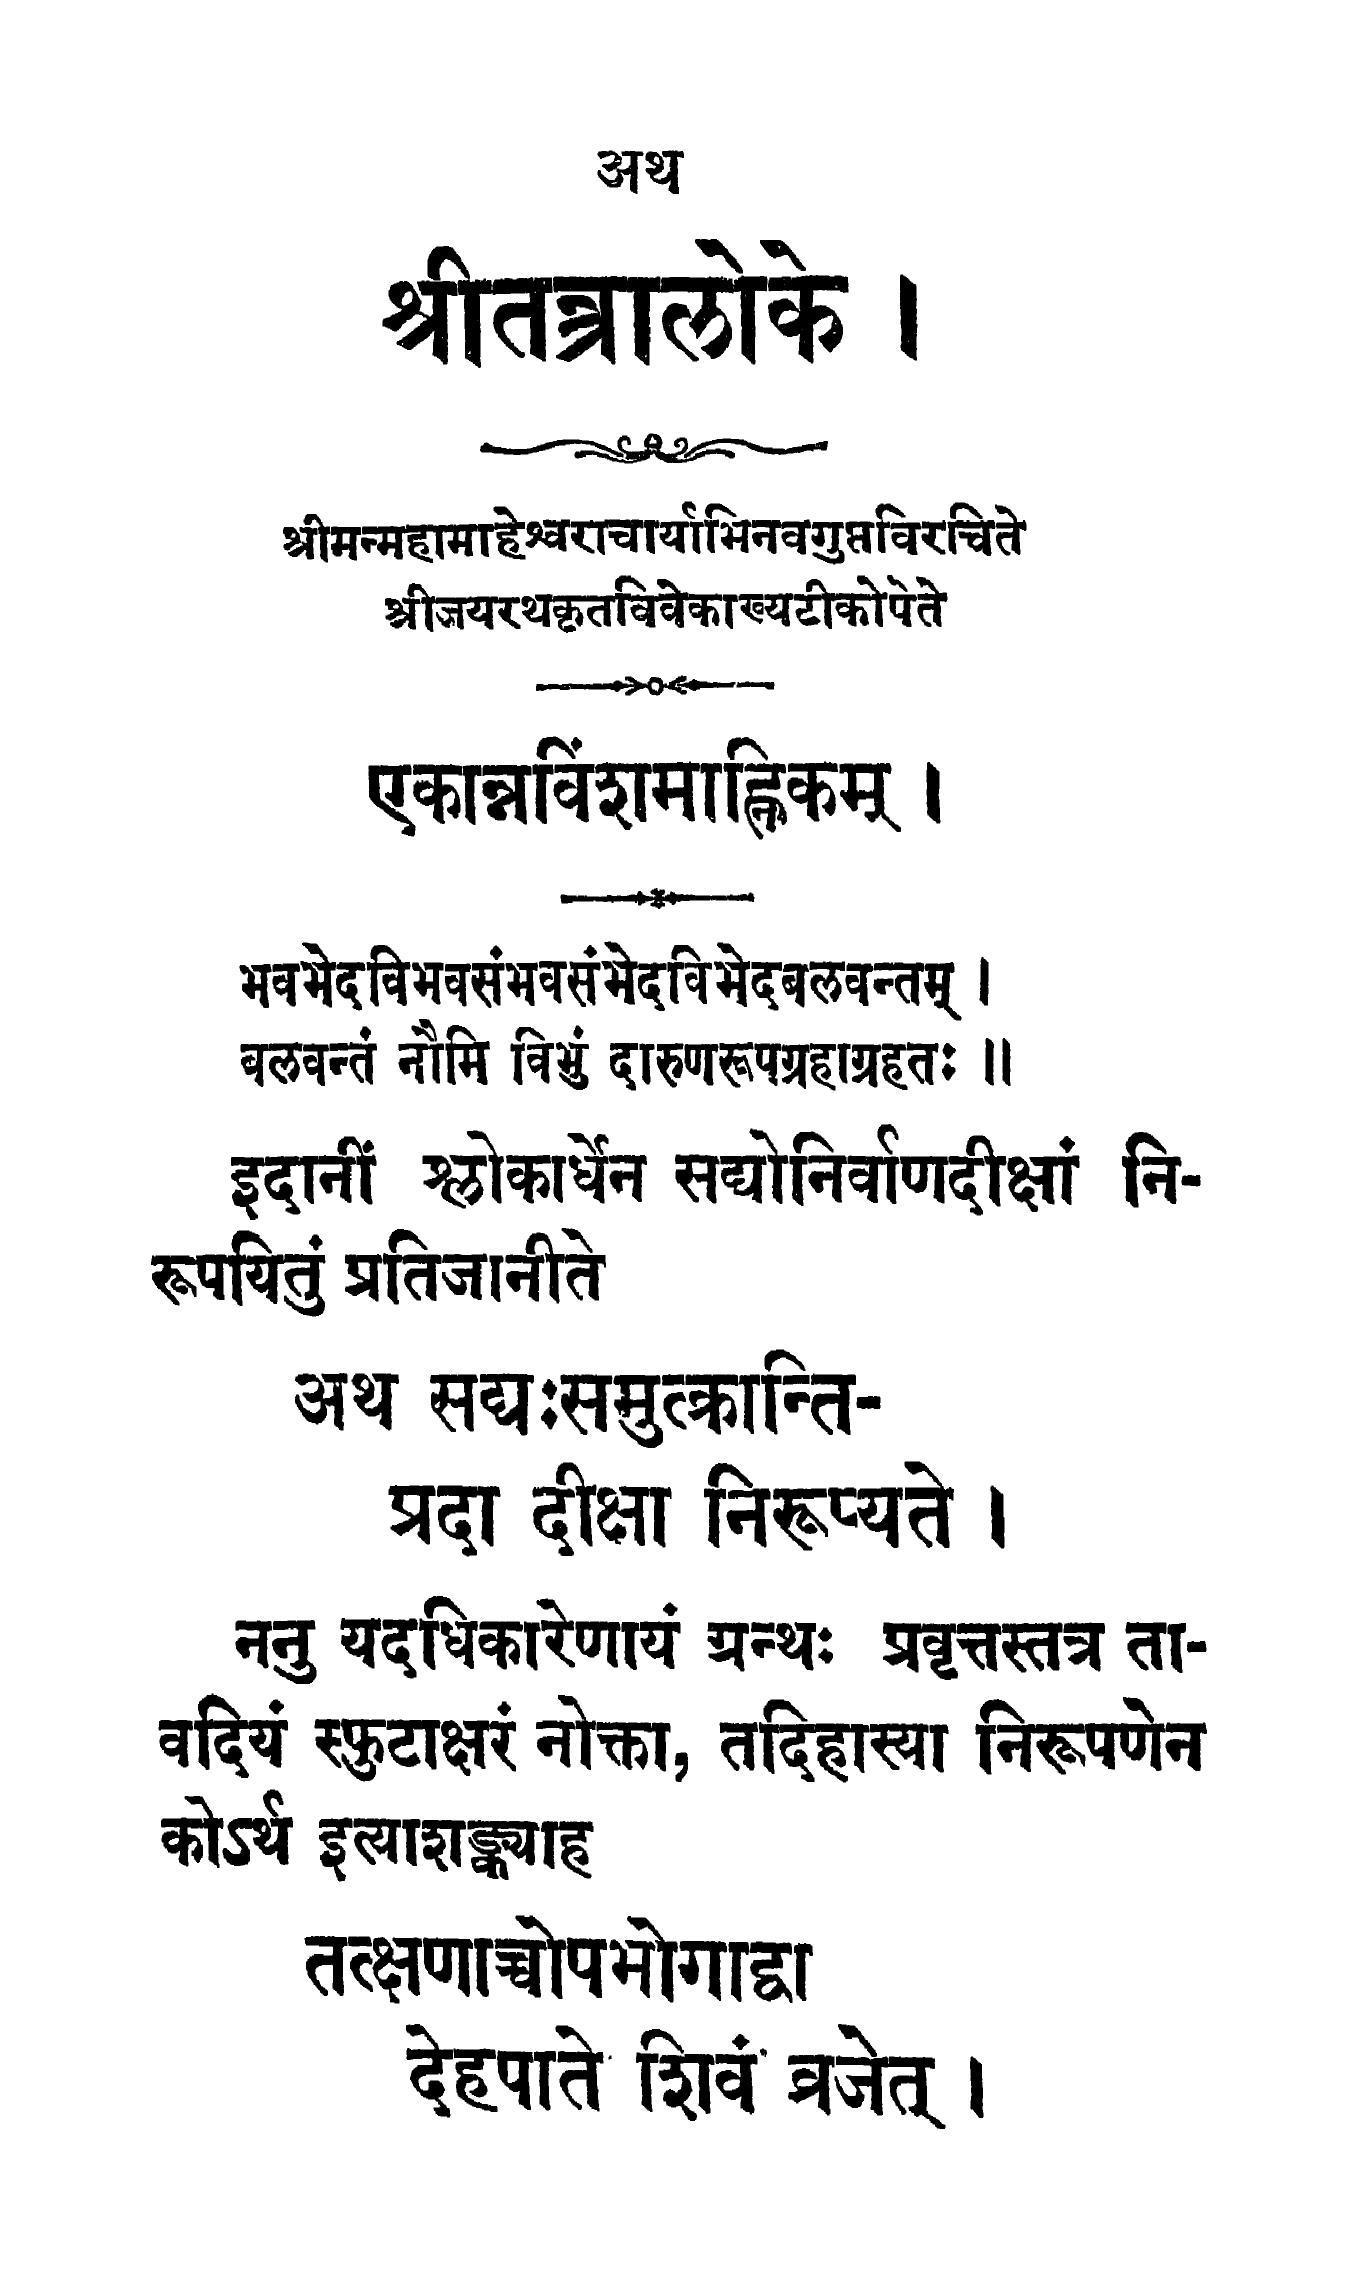 अथ
श्रीतन्त्रालोके ।
श्रीमन्महामाहेश्वराचार्याभिनवगुप्तविरचिते
श्रीजयरथकृतविवेकाख्यटीकोपेते
एकान्नविंशमाह्निकम् ।
भवभेदविभवसंभवसंभेदविभेदबलवन्तम् ।
बलवन्तं नौमि विभुं दारुणरूपग्रहाग्रहतः ॥
इदानीं श्लोकार्धेन सद्योनिर्वाणदीक्षां नि-
रूपयितुं प्रतिजानीते
अथ सद्यःसमुत्क्रान्ति-
प्रदा दीक्षा निरूप्यते ।
ननु यदधिकारेणायं ग्रन्थः प्रवृत्तस्तत्र ता-
वदियं स्फुटाक्षरं नोक्ता, तदिहास्या निरूपणेन
कोऽर्थ इत्याशङ्क्याह
तत्क्षणाच्चोपभोगाद्वा
देहपाते शिवं व्रजेत् ।